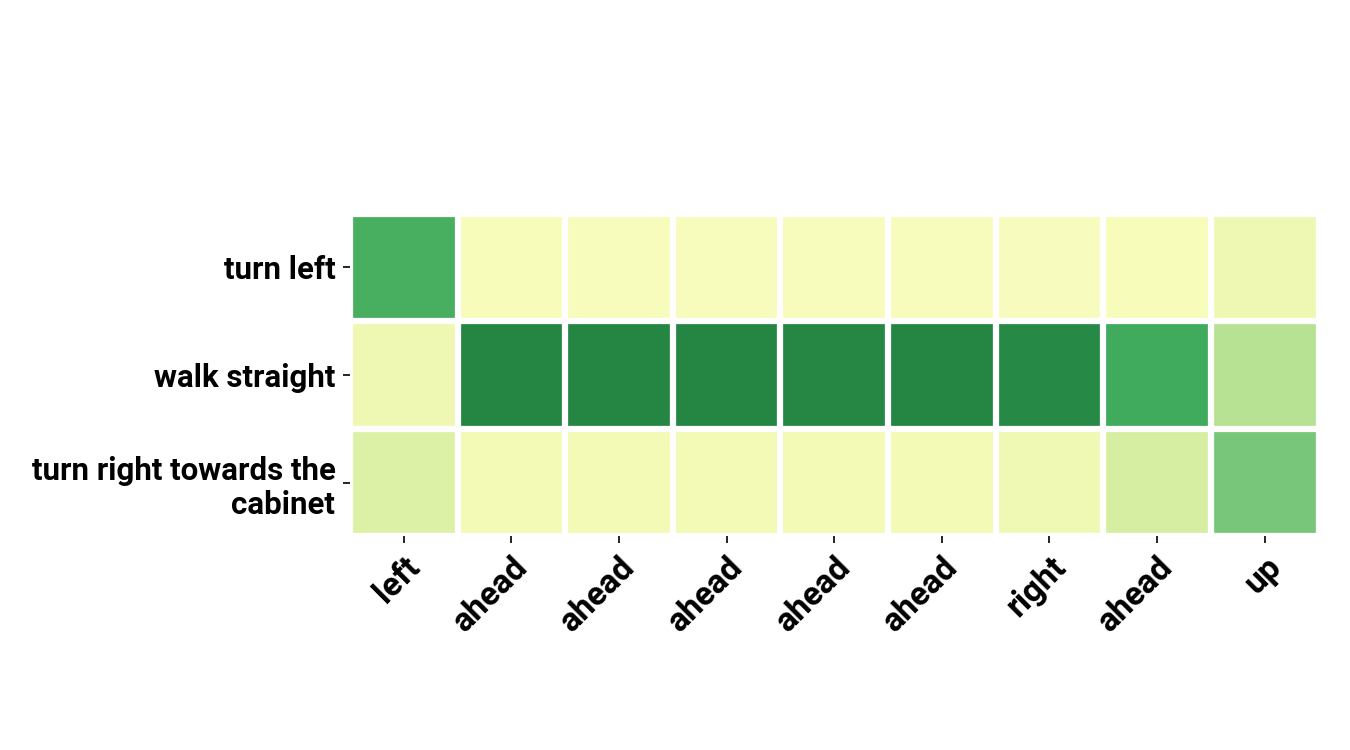 turn left
walk straight
turn right towards the
cabinet
left
ahead
ahead
ahead
ahead
ahead
right
ahead
up